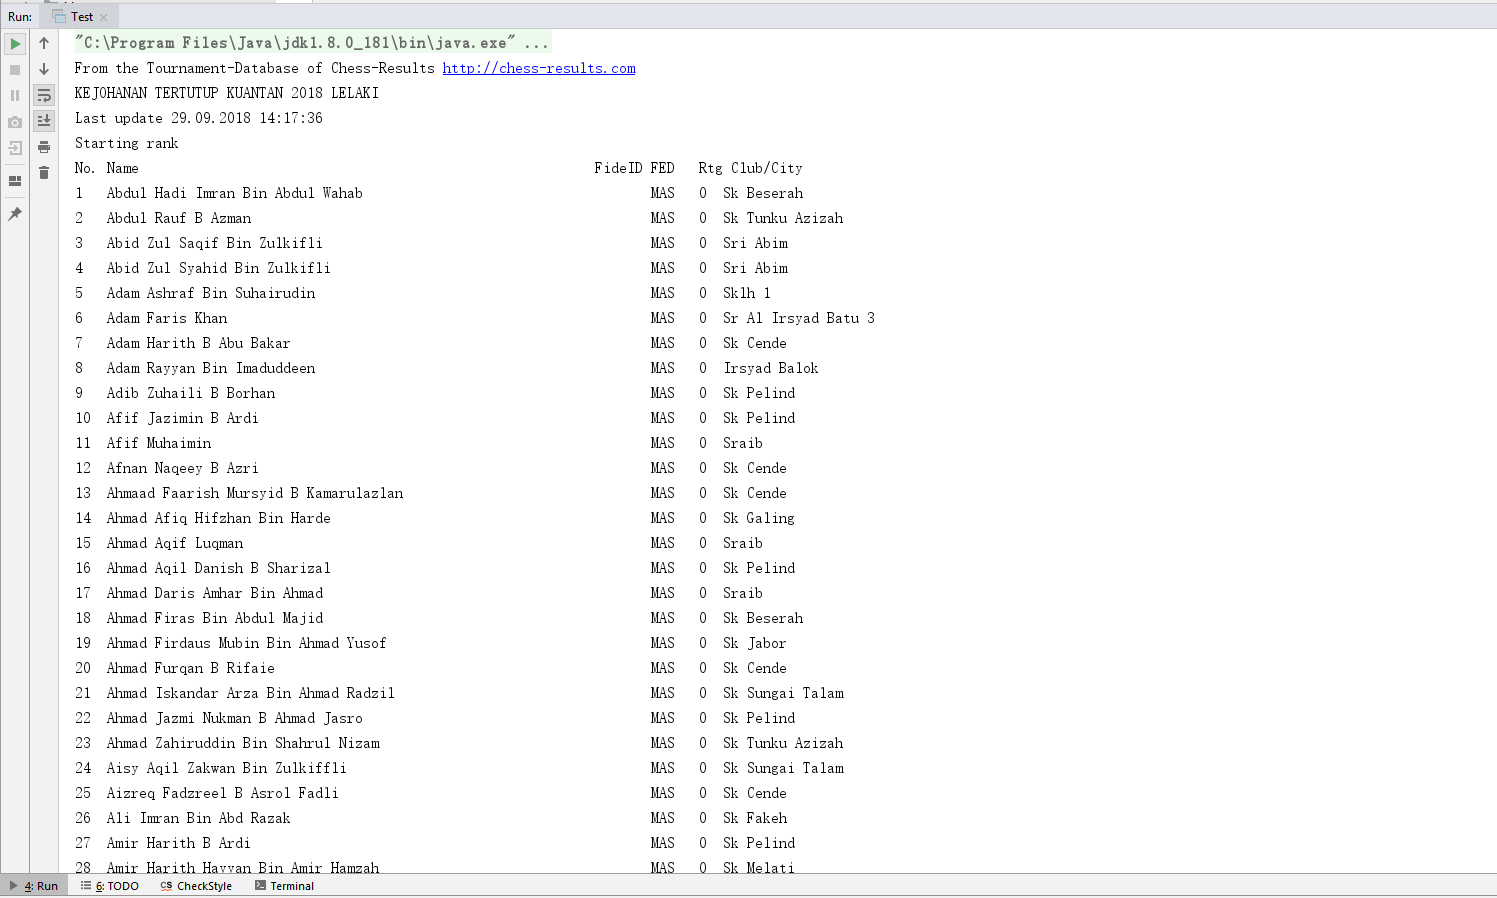 Run: Test
"C:\Program Files\Java\jdk1.8.0_181\bin\java.exe" ...
From the Tournament-Database of Chess-Results http://chess-results.com
KEJOHANAN TERTUTUP KUANTAN 2018 LELAKI
Last update 29.09.2018 14:17:36
Starting rank
No. Name FideID FED Rtg Club/City
1 Abdul Hadi Imran Bin Abdul Wahab MAS 0 Sk Beserah
2 Abdul Rauf B Azman MAS 0 Sk Tunku Azizah
3 Abid Zul Saqif Bin Zulkifli MAS 0 Sri Abim
4 Abid Zul Syahid Bin Zulkifli MAS 0 Sri Abim
5 Adam Ashraf Bin Suhairudin MAS 0 Sklh 1
6 Adam Faris Khan MAS 0 Sr Al Irsyad Batu 3
7 Adam Harith B Abu Bakar MAS 0 Sk Cende
8 Adam Rayyan Bin Imaduddeen MAS 0 Irsyad Balok
9 Adib Zuhaili B Borhan MAS 0 Sk Pelind
10 Afif Jazimin B Ardi MAS 0 Sk Pelind
11 Afif Muhaimin MAS 0 Sraib
12 Afnan Naqeey B Azri MAS 0 Sk Cende
13 Ahmaad Faarish Mursyid B Kamarulazlan MAS 0 Sk Cende
14 Ahmad Afiq Hifzhan Bin Harde MAS 0 Sk Galing
15 Ahmad Aqif Luqman MAS 0 Sraib
16 Ahmad Aqil Danish B Sharizal MAS 0 Sk Pelind
17 Ahmad Daris Amhar Bin Ahmad MAS 0 Sraib
18 Ahmad Firas Bin Abdul Majid MAS 0 Sk Beserah
19 Ahmad Firdaus Mubin Bin Ahmad Yusof MAS 0 Sk Jabor
20 Ahmad Furqan B Rifaie MAS 0 Sk Cende
21 Ahmad Iskandar Arza Bin Ahmad Radzil MAS 0 Sk Sungai Talam
22 Ahmad Jazmi Nukman B Ahmad Jasro MAS 0 Sk Pelind
23 Ahmad Zahiruddin Bin Shahrul Nizam MAS 0 Sk Tunku Azizah
24 Aisy Aqil Zakwan Bin Zulkiffli MAS 0 Sk Sungai Talam
25 Aizreq Fadzreel B Asrol Fadli MAS 0 Sk Cende
26 Ali Imran Bin Abd Razak MAS 0 Sk Fakeh
27 Amir Harith B Ardi MAS 0 Sk Pelind
28 Amir Harith Hayyan Bin Amir Hamzah MAS 0 Sk Melati
4: Run 6: TODO CS CheckStyle Terminal